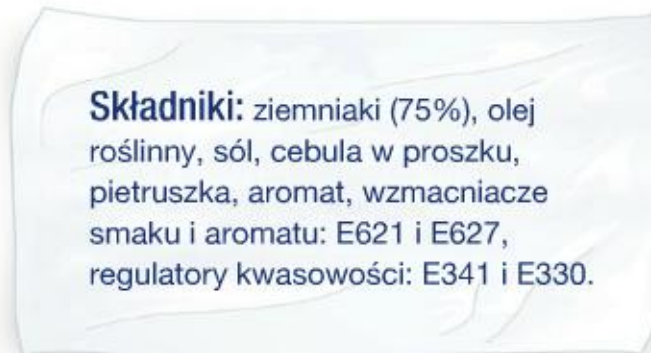 Składniki: ziemniaki (75%), olej
roślinny, sól, cebula w proszku,
pietruszka, aromat, wzmacniacze
smaku i aromatu: E621 i E627,
regulatory kwasowości: E341 i E330.